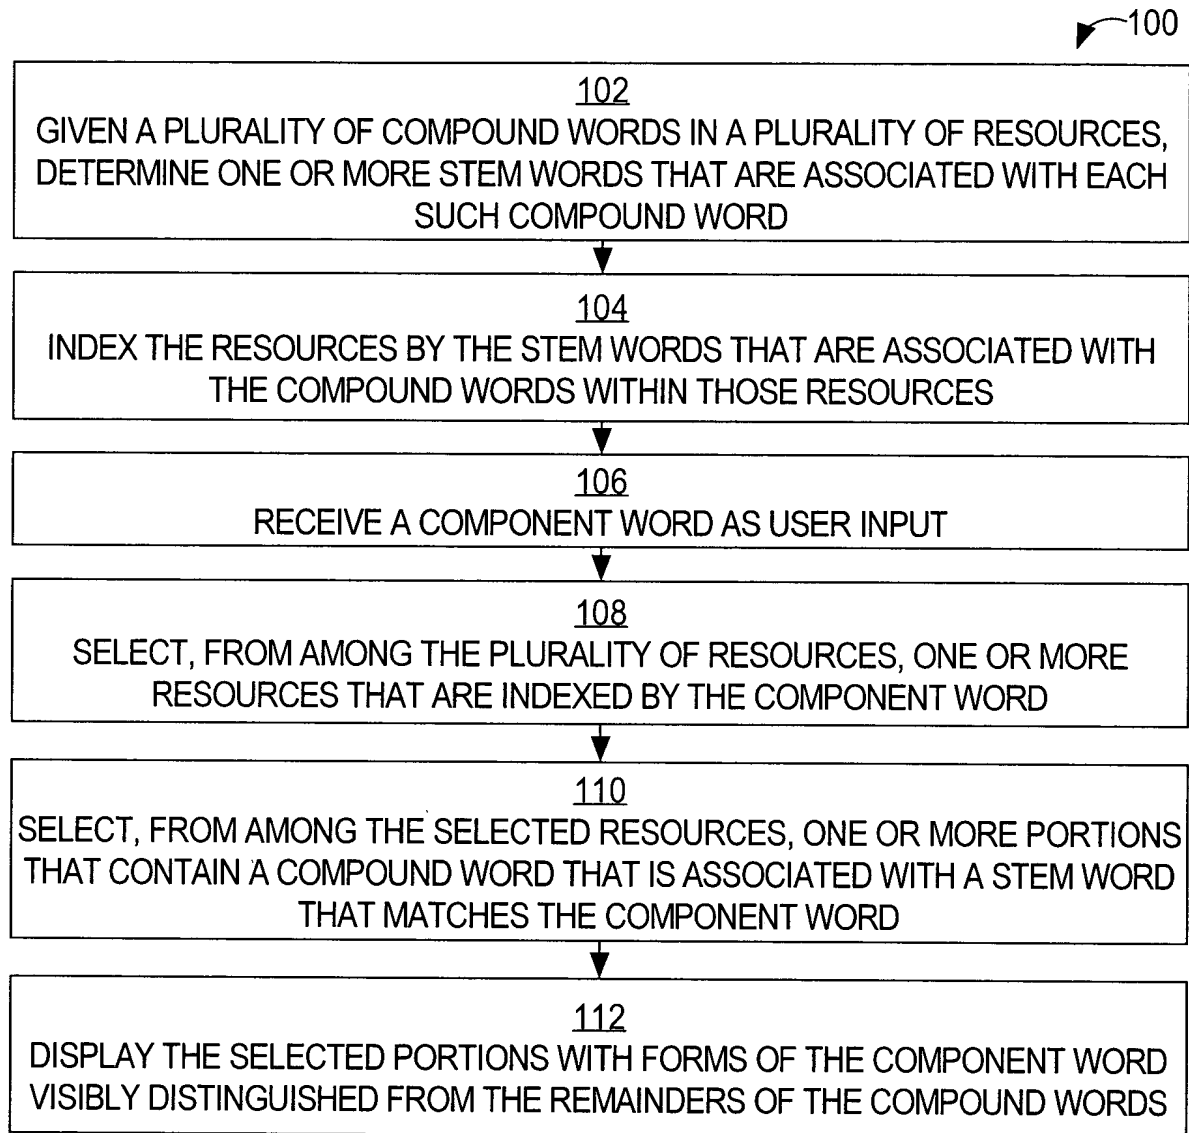 100
102
GIVEN A PLURALITY OF COMPOUND WORDS IN A PLURALITY OF RESOURCES,
DETERMINE ONE OR MORE STEM WORDS THAT ARE ASSOCIATED WITH EACH
SUCH COMPOUND WORD
104
INDEX THE RESOURCES BY THE STEM WORDS THAT ARE ASSOCIATED WITH
THE COMPOUND WORDS WITHIN THOSE RESOURCES
106
RECEIVE A COMPONENT WORD AS USER INPUT
108
SELECT, FROM AMONG THE PLURALITY OF RESOURCES, ONE OR MORE
RESOURCES THAT ARE INDEXED BY THE COMPONENT WORD
110
SELECT, FROM AMONG THE SELECTED RESOURCES, ONE OR MORE PORTIONS
THAT CONTAIN A COMPOUND WORD THAT IS ASSOCIATED WITH A STEM WORD
THAT MATCHES THE COMPONENT WORD
112
DISPLAY THE SELECTED PORTIONS WITH FORMS OF THE COMPONENT WORD
VISIBLY DISTINGUISHED FROM THE REMAINDERS OF THE COMPOUND WORDS